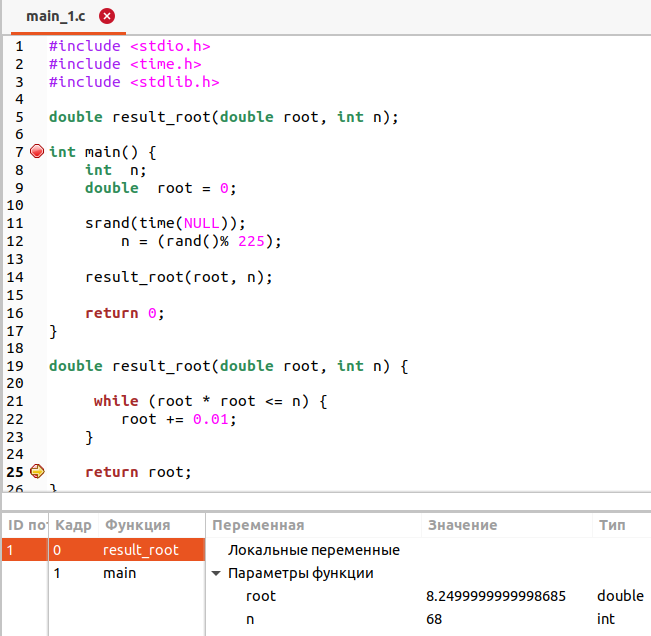 main_1.c
1 #include <stdio.h>
2 #include <time.h>
3 #include <stdlib.h>
4
5 double result_root(double root, int n);
6
7 int main() {
8     int  n;
9     double  root = 0;
10
11     srand(time(NULL));
12         n = (rand()% 225);
13
14     result_root(root, n);
15
16     return 0;
17 }
18
19 double result_root(double root, int n) {
20
21      while (root * root <= n) {
22         root += 0.01;
23     }
24
25     return root;
26 }
ID по Кадр Функция Переменная Значение Тип
1 0 result_root Локальные переменные
1 main Параметры функции
root 8.2499999999998685 double
n 68 int